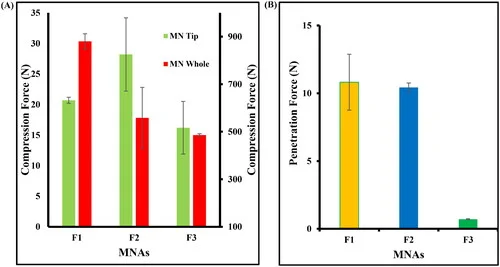 (A)
Compression Force (N)
35
30
25
20
15
10
5
0
MN Tip
MN Whole
900
700
500
300
100
Compression Force (N)
F1 F2 F3
MNAs
(B)
Penetration Force (N)
15
10
5
0
F1 F2 F3
MNAs